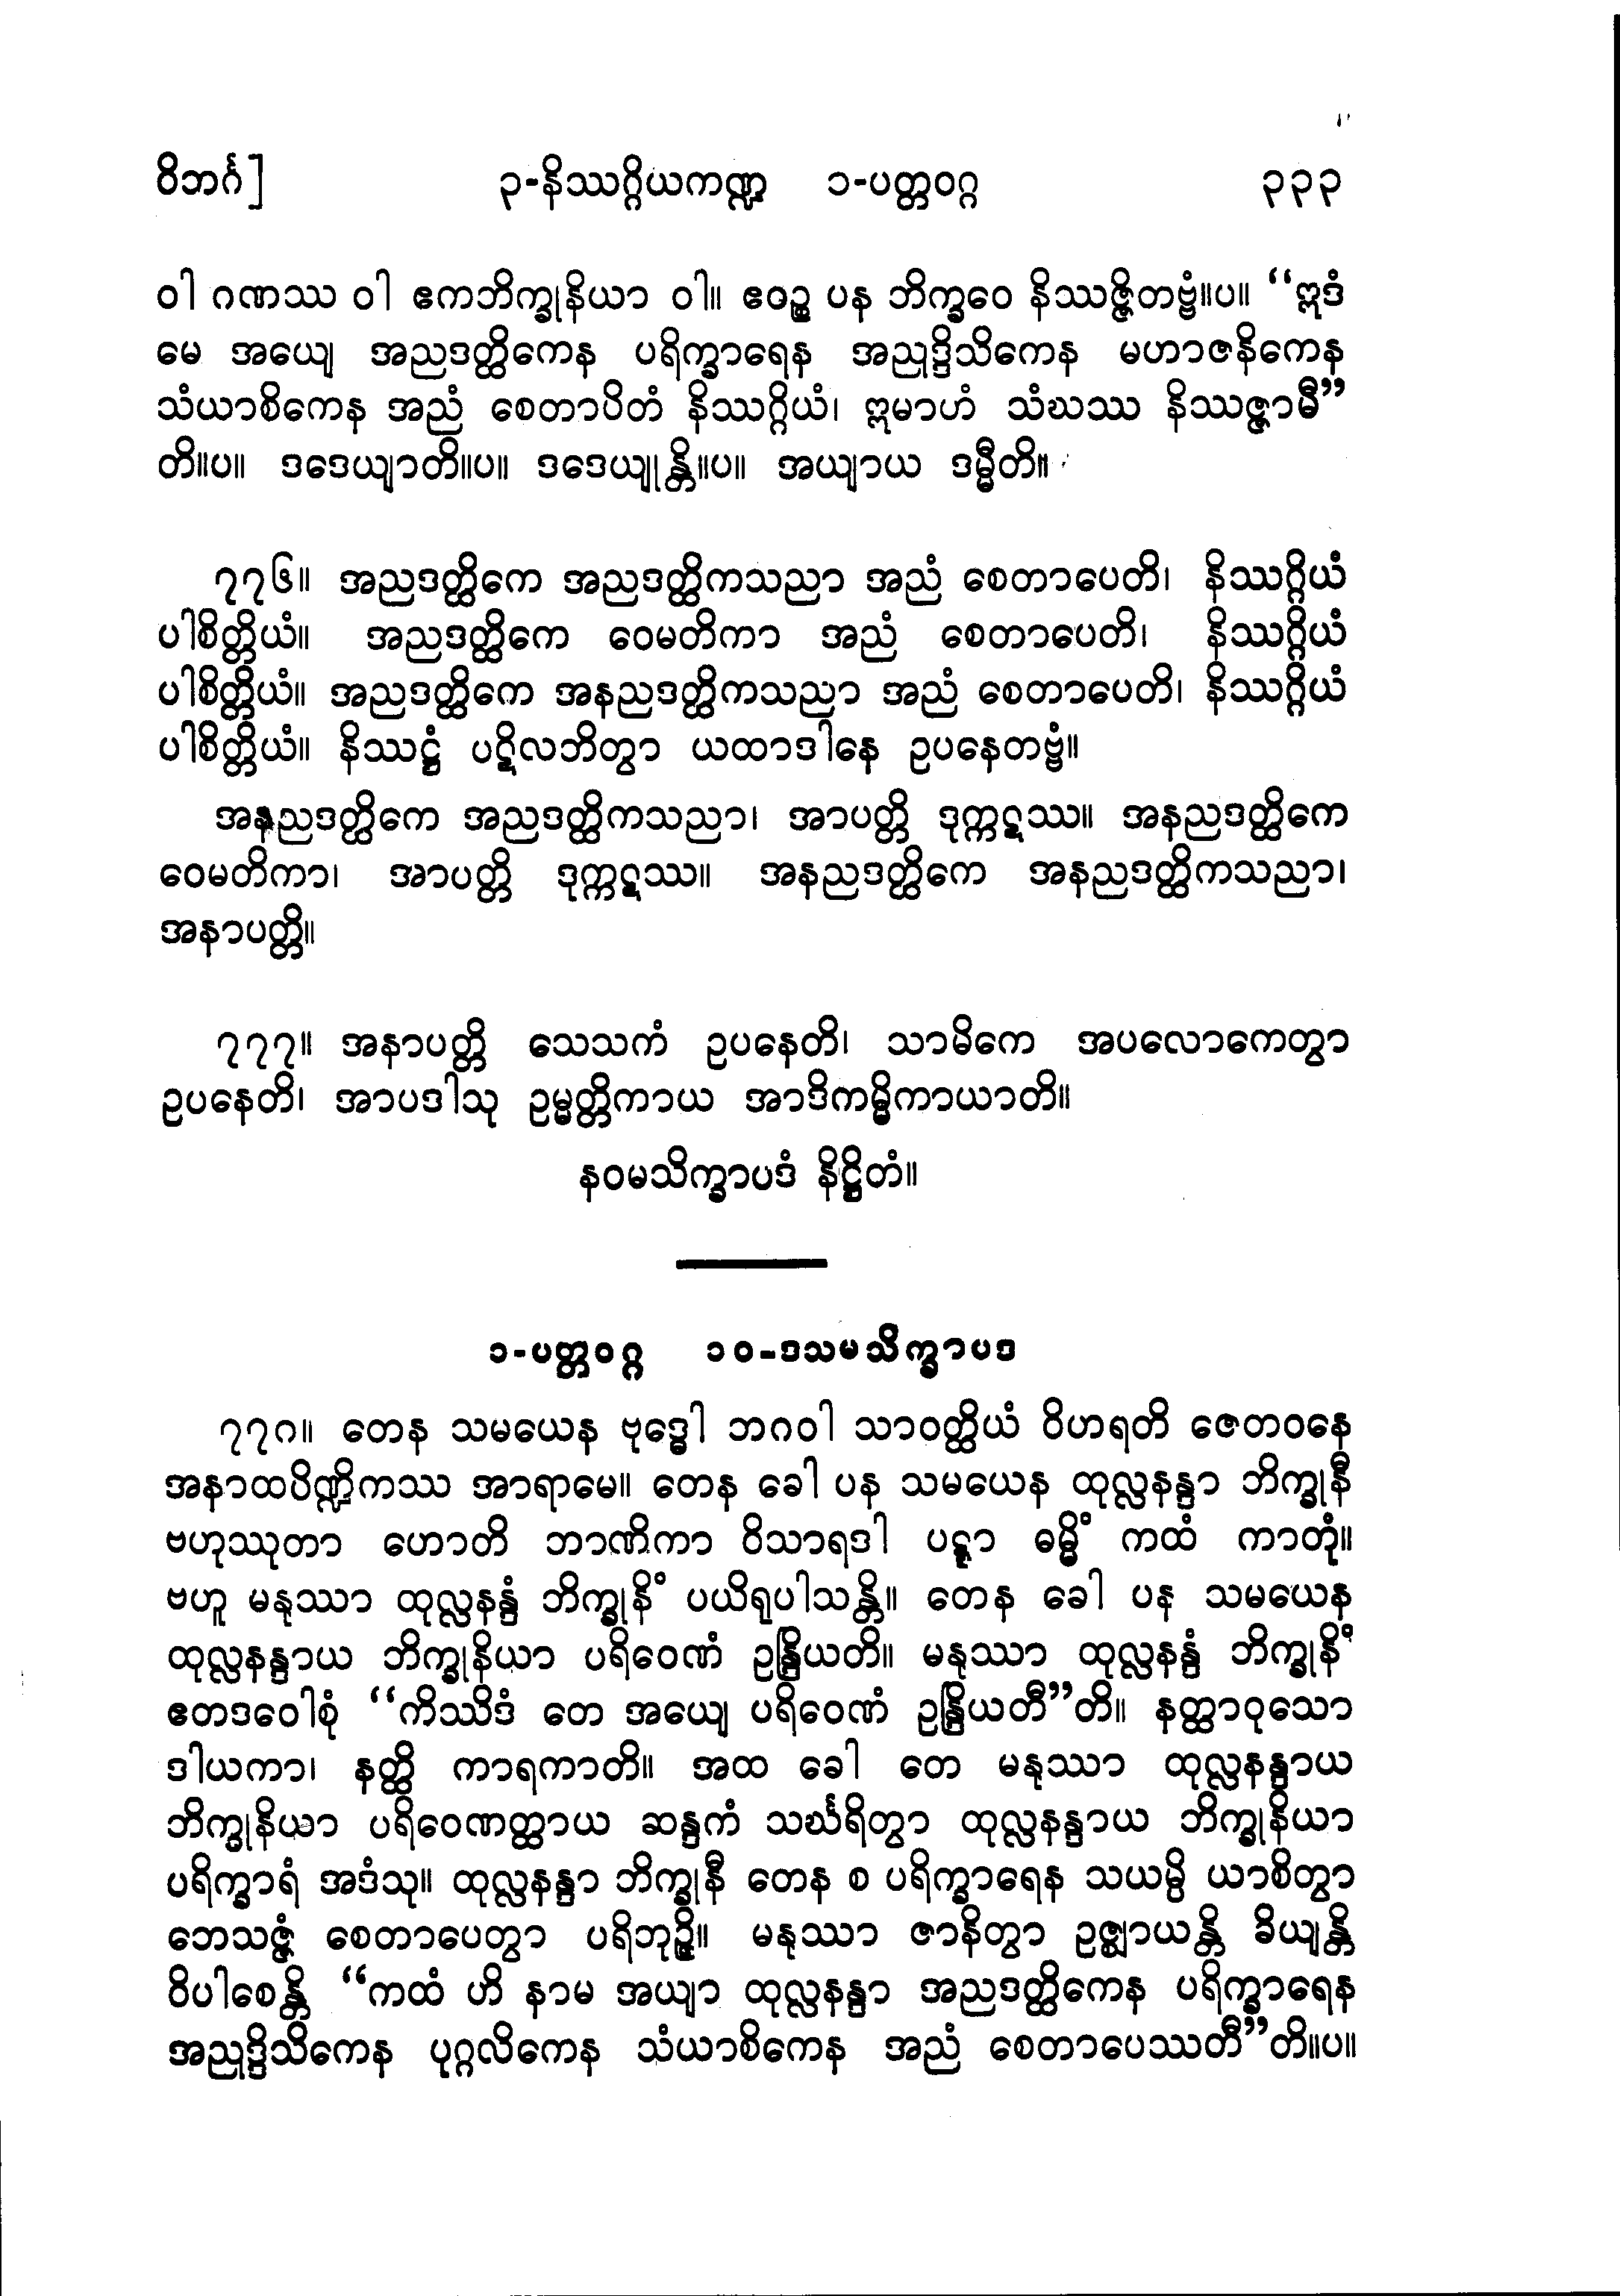 ဝိဘင်္ဂ] ၃-နိဿဂ္ဂိယကဏ္ဍ ၁-ပတ္တဝဂ္ဂ ၃၃၃
ဝါ ဂဏဿ ဝါ ဧကဘိက္ခုနိယာ ဝါ။ ဧဝဉ္စ ပန ဘိက္ခဝေ နိဿဇ္ဇိတဗ္ဗံ။ပ။ “ဣဒံ
မေ အယျေ အညဒတ္ထိကေန ပရိက္ခာရေန အညုဒ္ဒိသိကေန မဟာဇနိကေန
သံယာစိကေန အညံ စေတာပိတံ နိဿဂ္ဂိယံ၊ ဣမာဟံ သံဃဿ နိဿဇ္ဇာမီ”
တိ။ပ။ ဒဒေယျာတိ။ပ။ ဒဒေယျုန္တိ။ပ။ အယျာယ ဒမ္မီတိ။
၇၇၆။ အညဒတ္ထိကေ အညဒတ္ထိကသညာ အညံ စေတာပေတိ၊ နိဿဂ္ဂိယံ
ပါစိတ္တိယံ။ အညဒတ္ထိကေ ဝေမတိကာ အညံ စေတာပေတိ၊ နိဿဂ္ဂိယံ
ပါစိတ္တိယံ။ အညဒတ္ထိကေ အနညဒတ္ထိကသညာ အညံ စေတာပေတိ၊ နိဿဂ္ဂိယံ
ပါစိတ္တိယံ။ နိဿဋ္ဌံ ပဋိလဘိတွာ ယထာဒါနေ ဥပနေတဗ္ဗံ။
အနညဒတ္ထိကေ အညဒတ္ထိကသညာ၊ အာပတ္တိ ဒုက္ကဋဿ။ အနညဒတ္ထိကေ
ဝေမတိကာ၊ အာပတ္တိ ဒုက္ကဋဿ။ အနညဒတ္ထိကေ အနညဒတ္ထိကသညာ၊
အနာပတ္တိ။
၇၇၇။ အနာပတ္တိ သေသကံ ဥပနေတိ၊ သာမိကေ အပလောကေတွာ
ဥပနေတိ၊ အာပဒါသု ဥမ္မတ္တိကာယ အာဒိကမ္မိကာယာတိ။
နဝမသိက္ခာပဒံ နိဋ္ဌိတံ။
၁-ပတ္တဝဂ္ဂ ၁၀-ဒသမသိက္ခာပဒ
၇၇ဂ။ တေန သမယေန ဗုဒ္ဓေါ ဘဂဝါ သာဝတ္ထိယံ ဝိဟရတိ ဇေတဝနေ
အနာထပိဏ္ဍိကဿ အာရာမေ။ တေန ခေါ ပန သမယေန ထုလ္လနန္ဒာ ဘိက္ခုနီ
ဗဟုဿုတာ ဟောတိ ဘာဏိကာ ဝိသာရဒါ ပဋ္ဋာ ဓမ္မိံ ကထံ ကာတုံ။
ဗဟူ မနုဿာ ထုလ္လနန္ဒံ ဘိက္ခုနိံ ပယိရုပါသန္တိ။ တေန ခေါ ပန သမယေန
ထုလ္လနန္ဒာယ ဘိက္ခုနိယာ ပရိဝေဏံ ဥန္ဒြိယတိ။ မနုဿာ ထုလ္လနန္ဒံ ဘိက္ခုနိံ
ဧတဒဝေါစုံ “ကိဿိဒံ တေ အယျေ ပရိဝေဏံ ဥန္ဒြိယတီ”တိ။ နတ္ထာဝုသော
ဒါယကာ၊ နတ္ထိ ကာရကာတိ။ အထ ခေါ တေ မနုဿာ ထုလ္လနန္ဒာယ
ဘိက္ခုနိယာ ပရိဝေဏတ္ထာယ ဆန္ဒကံ သင်္ဃရိတွာ ထုလ္လနန္ဒာယ ဘိက္ခုနိယာ
ပရိက္ခာရံ အဒံသု။ ထုလ္လနန္ဒာ ဘိက္ခုနီ တေန စ ပရိက္ခာရေန သယမ္ပိ ယာစိတွာ
ဘေသဇ္ဇံ စေတာပေတွာ ပရိဘုဉ္ဇိ။ မနုဿာ ဇာနိတွာ ဥဇ္ဈာယန္တိ ခိယျန္တိ
ဝိပါစေန္တိ “ကထံ ဟိ နာမ အယျာ ထုလ္လနန္ဒာ အညဒတ္ထိကေန ပရိက္ခာရေန
အညုဒ္ဒိသိကေန ပုဂ္ဂလိကေန သံယာစိကေန အညံ စေတာပေဿတီ”တိ။ပ။